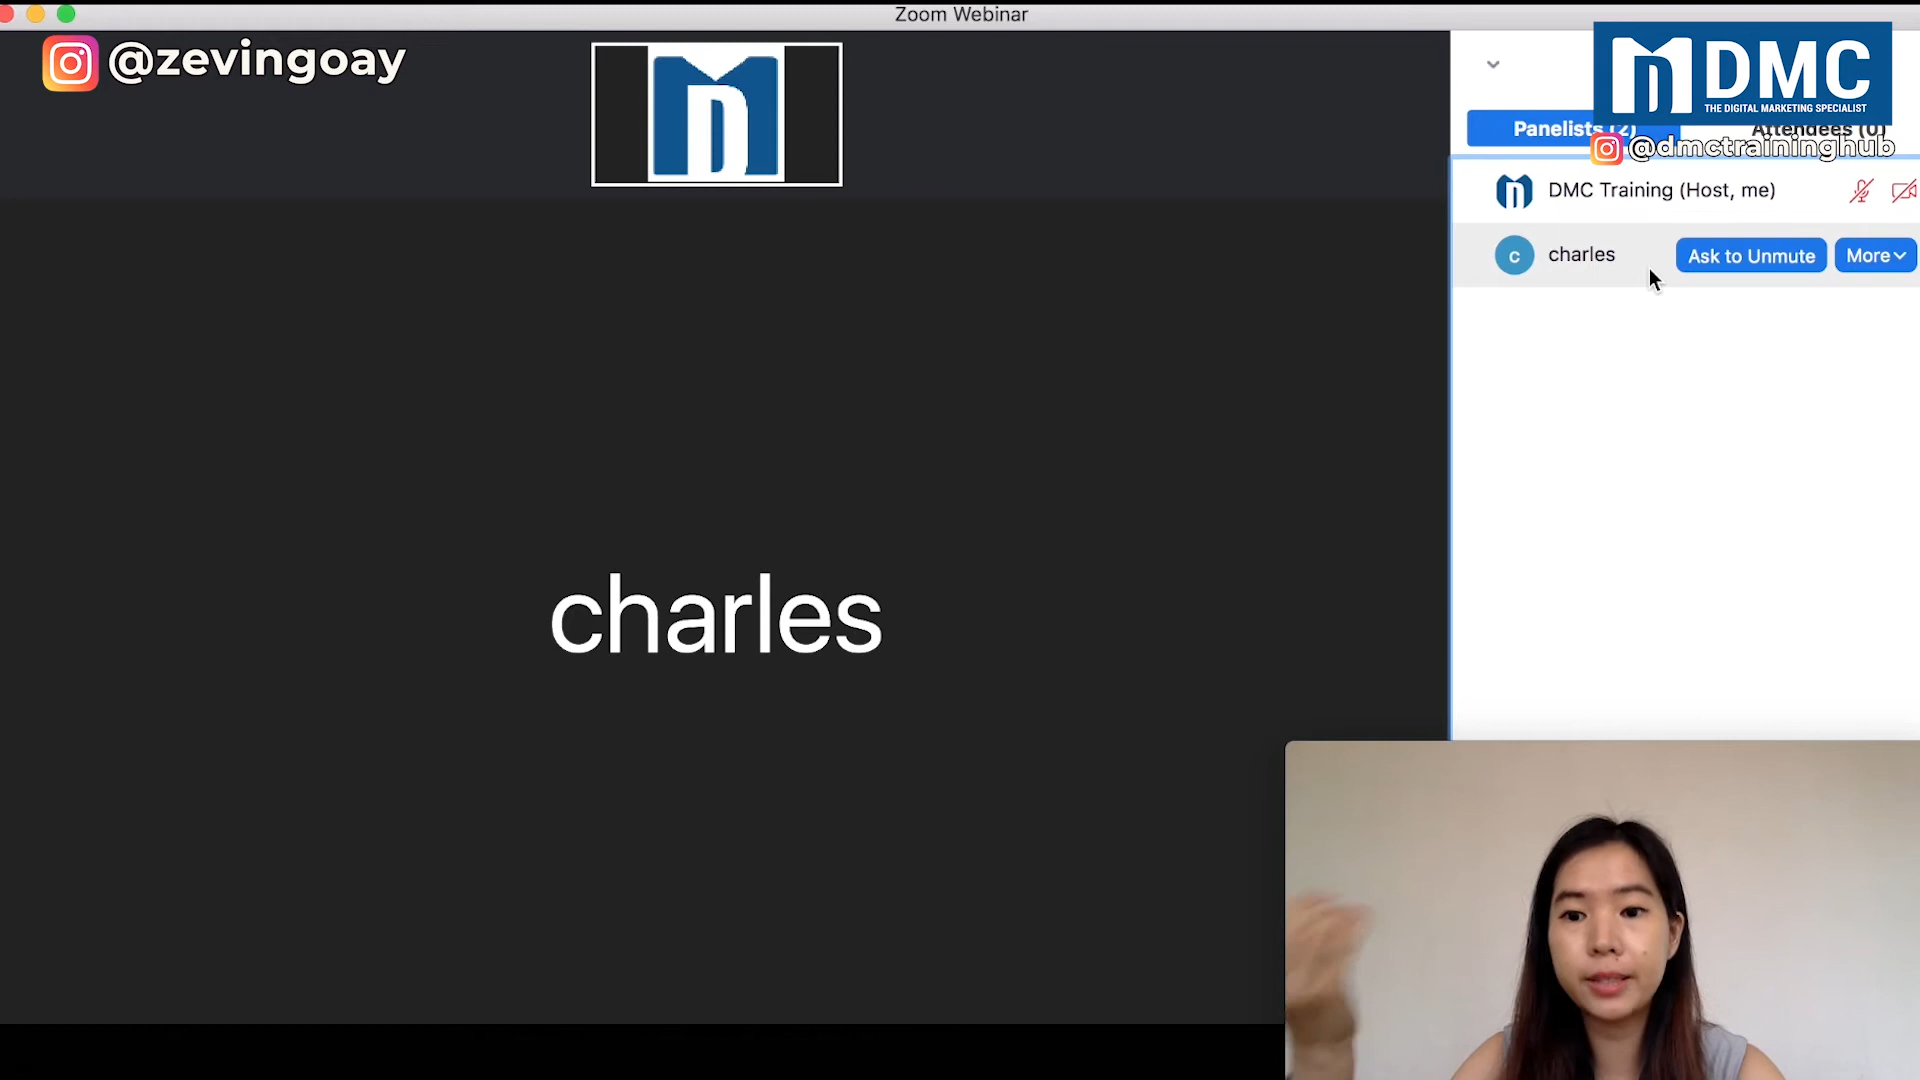 Zoom Webinar
@zevingoay
DMC
THE DIGITAL MARKETING SPECIALIST
Panelists (2)
Attendees (0)
@dmctraininghub
DMC Training (Host, me)
c
charles
Ask to Unmute
More
charles